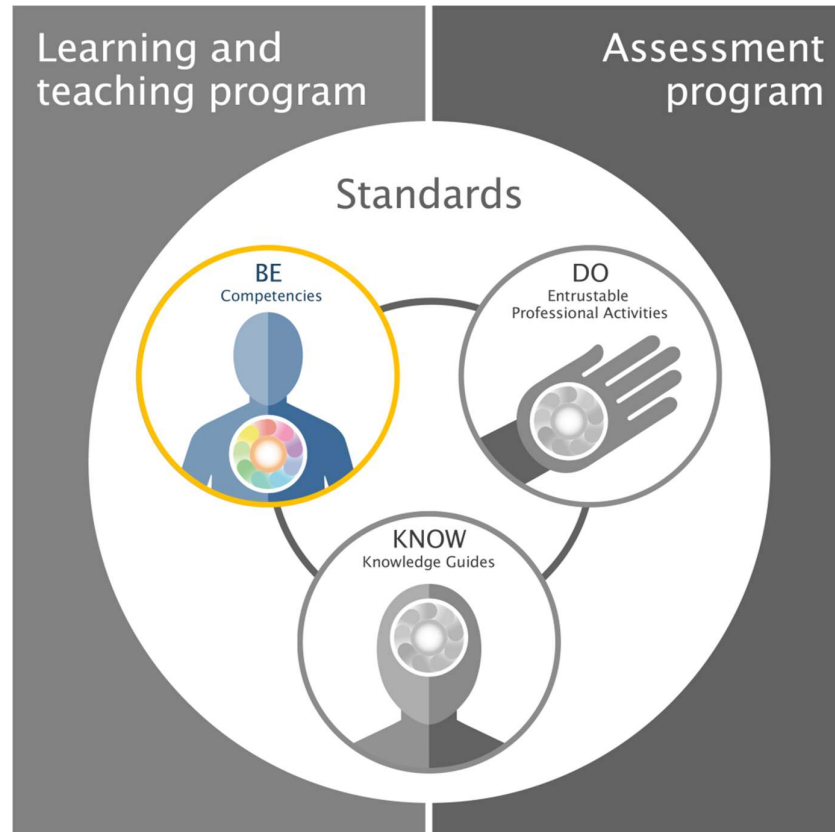 Learning and
teaching program
Assessment
program
Standards
BE
Competencies
DO
Entrustable
Professional Activities
KNOW
Knowledge Guides